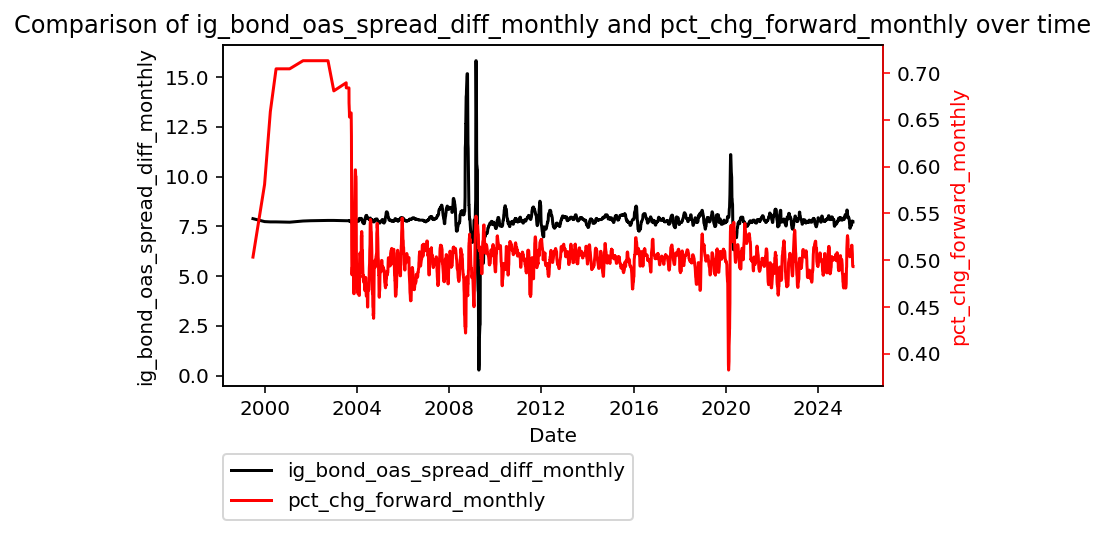 Comparison of ig_bond_oas_spread_diff_monthly and pct_chg_forward_monthly over time
ig_bond_oas_spread_diff_monthly
15.0
12.5
10.0
7.5
5.0
2.5
0.0
0.70
0.65
0.60
0.55
0.50
0.45
0.40
pct_chg_forward_monthly
2000 2004 2008 2012 2016 2020 2024
Date
ig_bond_oas_spread_diff_monthly
pct_chg_forward_monthly